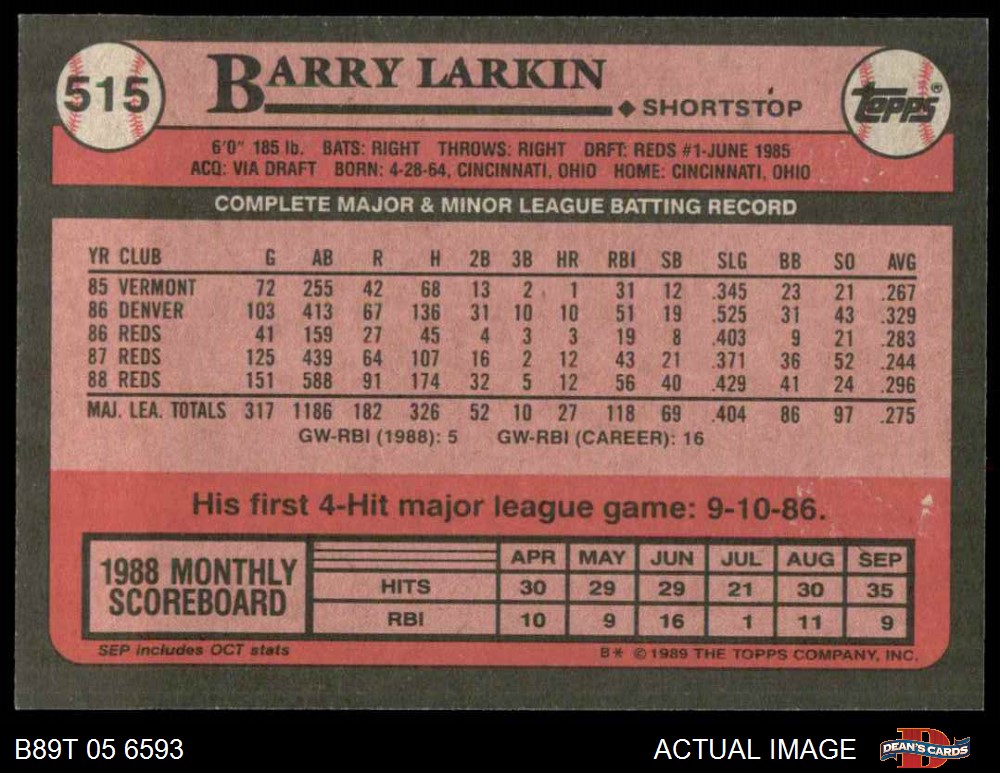 515
BARRY LARKIN
◆ SHORTSTOP
TOPPS®
6'0" 185 lb. BATS: RIGHT THROWS: RIGHT DRFT: REDS #1-JUNE 1985
ACQ: VIA DRAFT BORN: 4-28-64, CINCINNATI, OHIO HOME: CINCINNATI, OHIO
COMPLETE MAJOR & MINOR LEAGUE BATTING RECORD
YR CLUB G AB R H 2B 3B HR RBI SB SLG BB SO AVG
85 VERMONT 72 255 42 68 13 2 1 31 12 .345 23 21 .267
86 DENVER 103 413 67 136 31 10 10 51 19 .525 31 43 .329
86 REDS 41 159 27 45 4 3 3 19 8 .403 9 21 .283
87 REDS 125 439 64 107 16 2 12 43 21 .371 36 52 .244
88 REDS 151 588 91 174 32 5 12 56 40 .429 41 24 .296
MAJ. LEA. TOTALS 317 1186 182 326 52 10 27 118 69 .404 86 97 .275
GW-RBI (1988): 5 GW-RBI (CAREER): 16
His first 4-Hit major league game: 9-10-86.
1988 MONTHLY
SCOREBOARD
APR MAY JUN JUL AUG SEP
HITS 30 29 29 21 30 35
RBI 10 9 16 1 11 9
SEP includes OCT stats
B* © 1989 THE TOPPS COMPANY, INC.
B89T 05 6593
ACTUAL IMAGE
DEAN'S CARDS